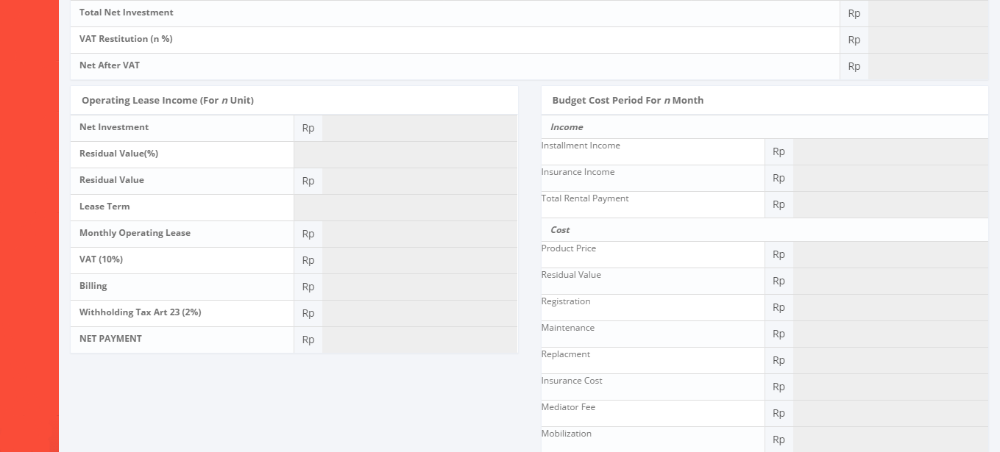 Total Net Investment Rp
VAT Restitution (n %) Rp
Net After VAT Rp
Operating Lease Income (For n Unit)
Net Investment Rp
Residual Value(%)
Residual Value Rp
Lease Term
Monthly Operating Lease Rp
VAT (10%) Rp
Billing Rp
Withholding Tax Art 23 (2%) Rp
NET PAYMENT Rp
Budget Cost Period For n Month
Income
Installment Income Rp
Insurance Income Rp
Total Rental Payment Rp
Cost
Product Price Rp
Residual Value Rp
Registration Rp
Maintenance Rp
Replacment Rp
Insurance Cost Rp
Mediator Fee Rp
Mobilization Rp